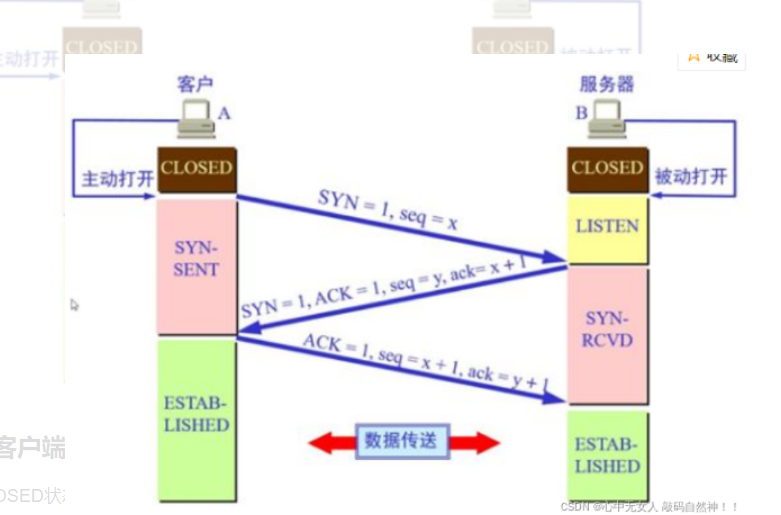 CLOSED
CLOSED
主动打开
被动打开
收藏
客户
服务器
A
B
CLOSED
CLOSED
主动打开
被动打开
SYN = 1, seq = x
LISTEN
SYN-
SENT
SYN = 1, ACK = 1, seq = y, ack= x + 1
SYN-
RCVD
ACK = 1, seq = x + 1, ack = y + 1
ESTAB-
LISHED
数据传送
ESTAB-
LISHED
客户端
OSED状
CSDN @心中无女人 敲码自然神！！